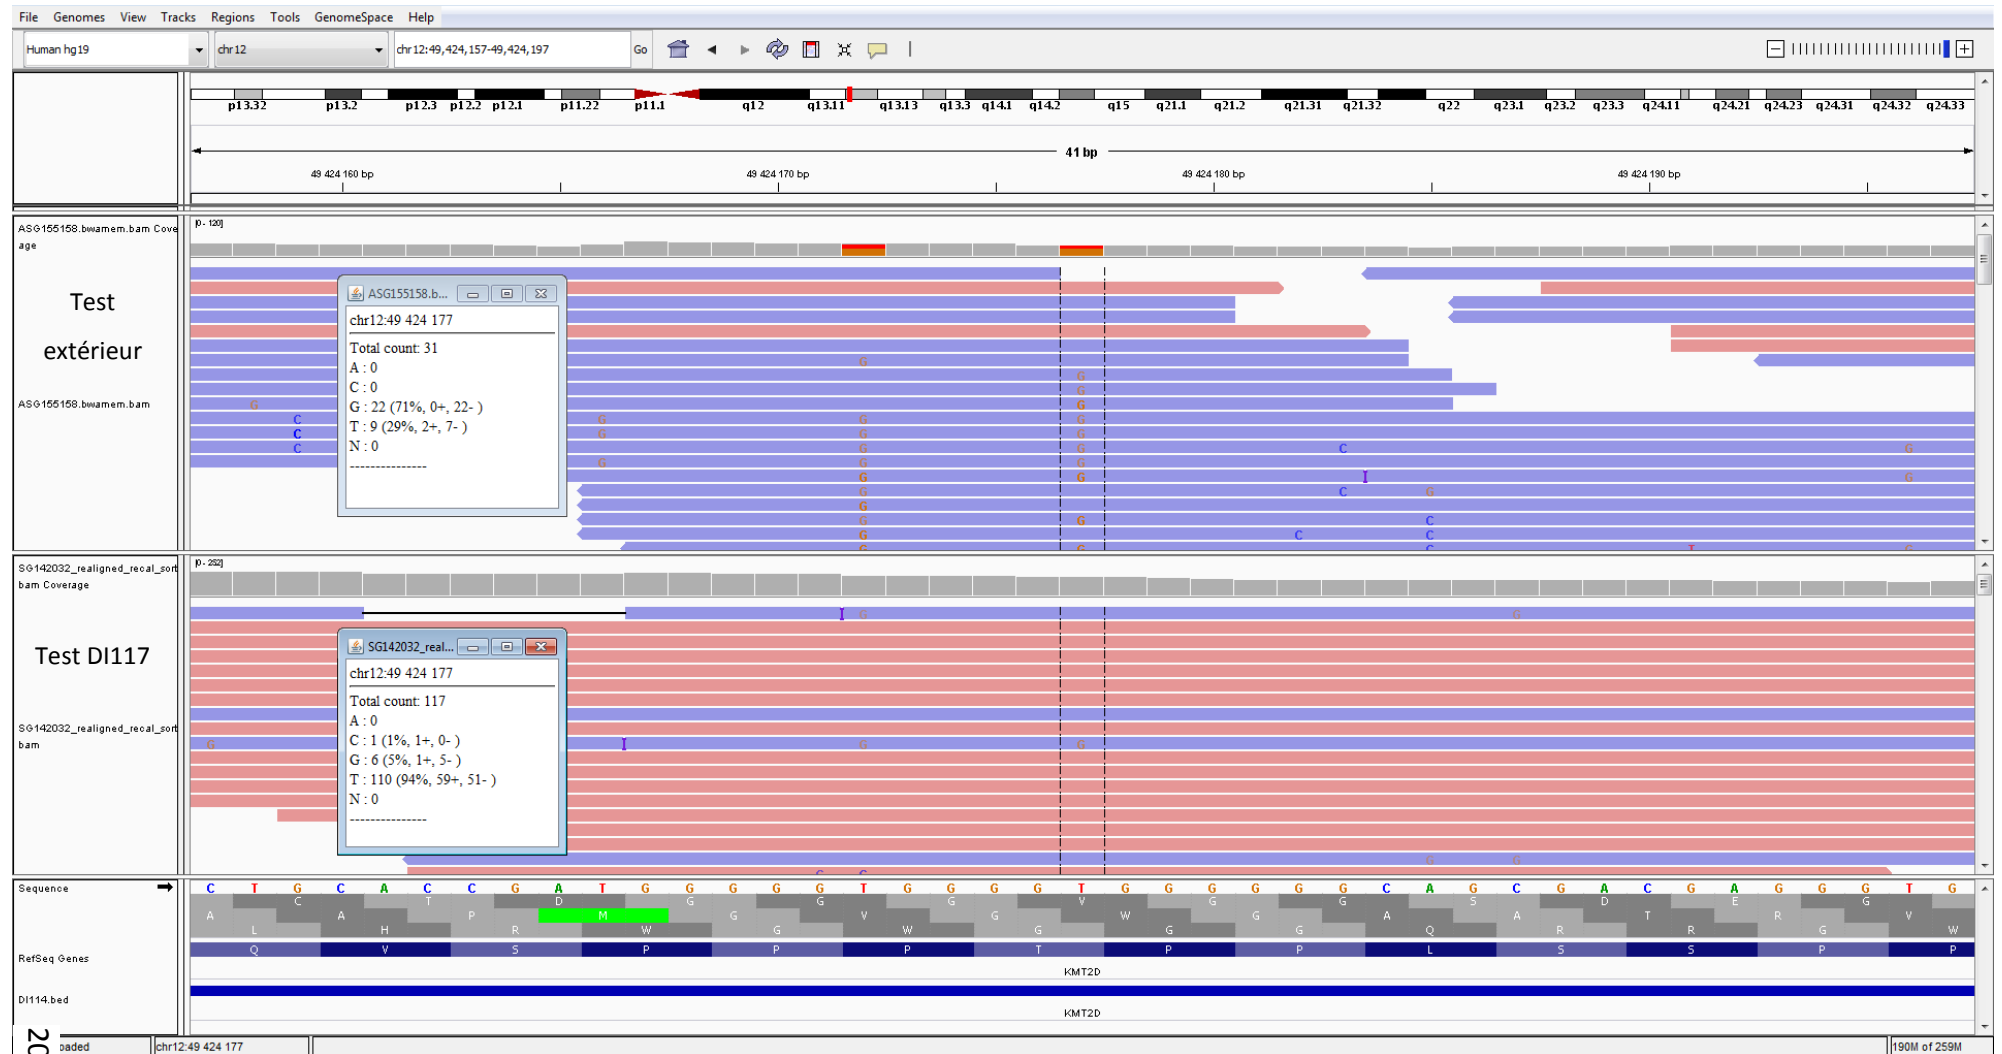 File Genomes View Tracks Regions Tools GenomeSpace Help
Human hg19 chr12 chr12:49,424,157-49,424,197 Go
p13.32 p13.2 p12.3 p12.2 p12.1 p11.22 p11.1 q12 q13.11 q13.13 q13.3 q14.1 q14.2 q15 q21.1 q21.2 q21.31 q21.32 q22 q23.1 q23.2 q23.3 q24.11 q24.21 q24.23 q24.31 q24.32 q24.33
41 bp
49 424 160 bp 49 424 170 bp 49 424 180 bp 49 424 190 bp
ASG155158.bwamem.bam Cove
age
[0 - 120]
Test
extérieur
ASG155158.bwamem.bam
ASG155158.b...
chr12:49 424 177
Total count: 31
A : 0
C : 0
G : 22 (71%, 0+, 22- )
T : 9 (29%, 2+, 7- )
N : 0
---------------
G
G
G
G G
C G G G
C G G G
C G G C G
G G G
G G I G
G C G
G
G G C
G C C
G G C T G
SG142032_realigned_recal_sort
bam Coverage
[0 - 252]
Test DI117
SG142032_realigned_recal_sort
bam
I G G
SG142032_real...
chr12:49 424 177
Total count: 117
A : 0
C : 1 (1%, 1+, 0- )
G : 6 (5%, 1+, 5- )
T : 110 (94%, 59+, 51- )
N : 0
---------------
G I G G
G G
C C
Sequence C T G C A C C G A T G G G G G T G G G G T G G G G G G C A G C G A C G A G G G T G
C T D G G G V G G S D E G
A A P M G V G W G A A T R V
L H R W G W G G G Q R R G W
Q V S P P P T P P L S S P P
RefSeq Genes
KMT2D
DI114.bed
KMT2D
20
oaded chr12:49 424 177 190M of 259M